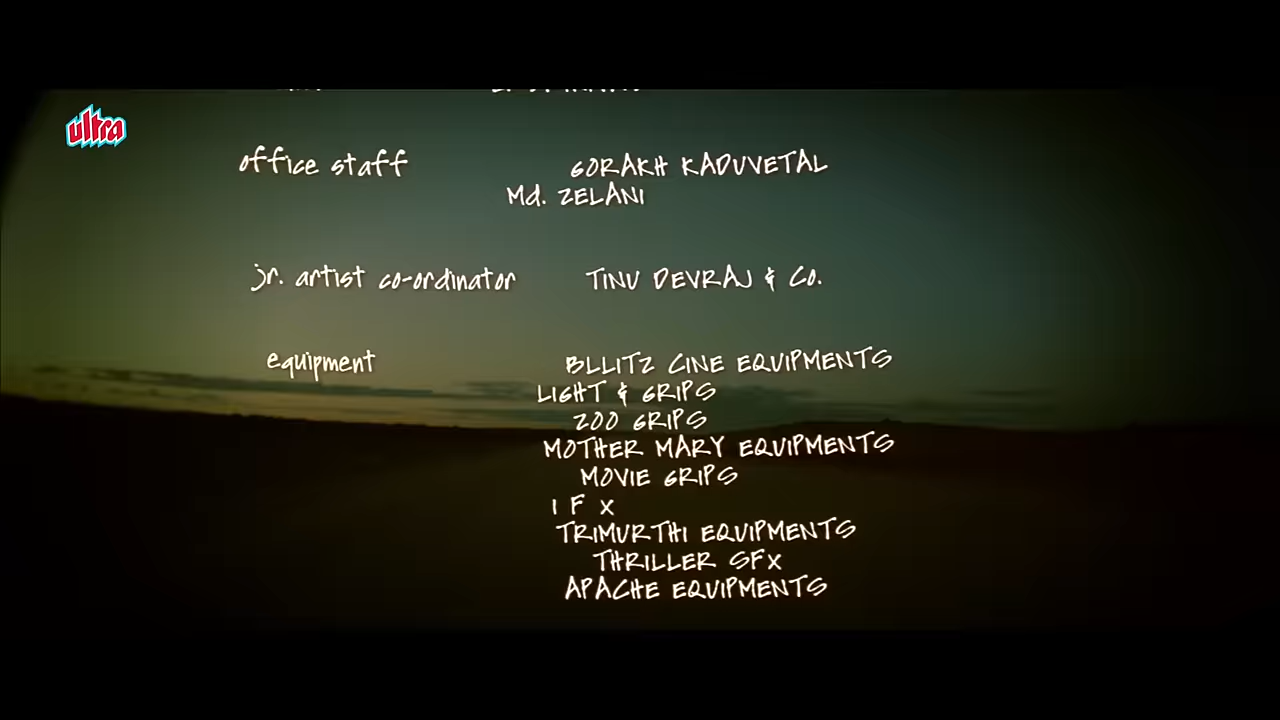 ultra
office staff GORAKH KADUVETAL
Md. ZELANI
jr. artist co-ordinator TINU DEVRAJ & Co.
equipment BLLITZ CINE EQUIPMENTS
LIGHT & GRIPS
200 GRIPS
MOTHER MARY EQUIPMENTS
MOVIE GRIPS
I F X
TRIMURTHI EQUIPMENTS
THRILLER SFX
APACHE EQUIPMENTS